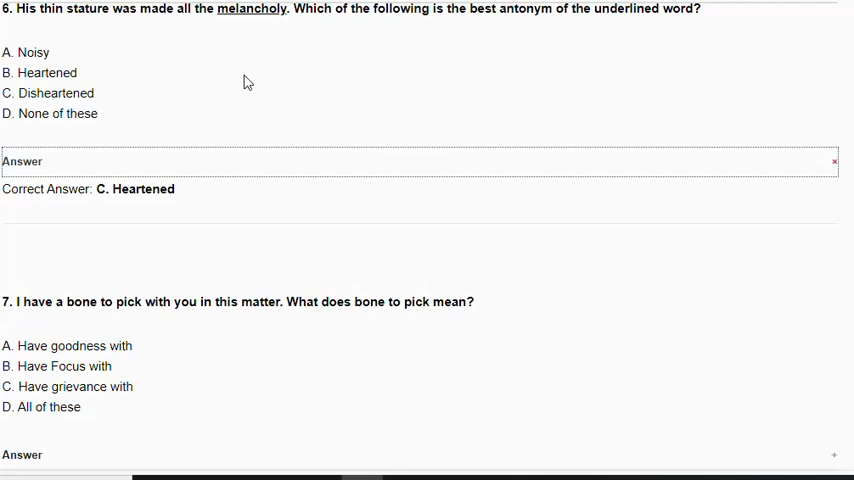 6. His thin stature was made all the melancholy. Which of the following is the best antonym of the underlined word?
A. Noisy
B. Heartened
C. Disheartened
D. None of these
Answer ×
Correct Answer: C. Heartened
7. I have a bone to pick with you in this matter. What does bone to pick mean?
A. Have goodness with
B. Have Focus with
C. Have grievance with
D. All of these
Answer +